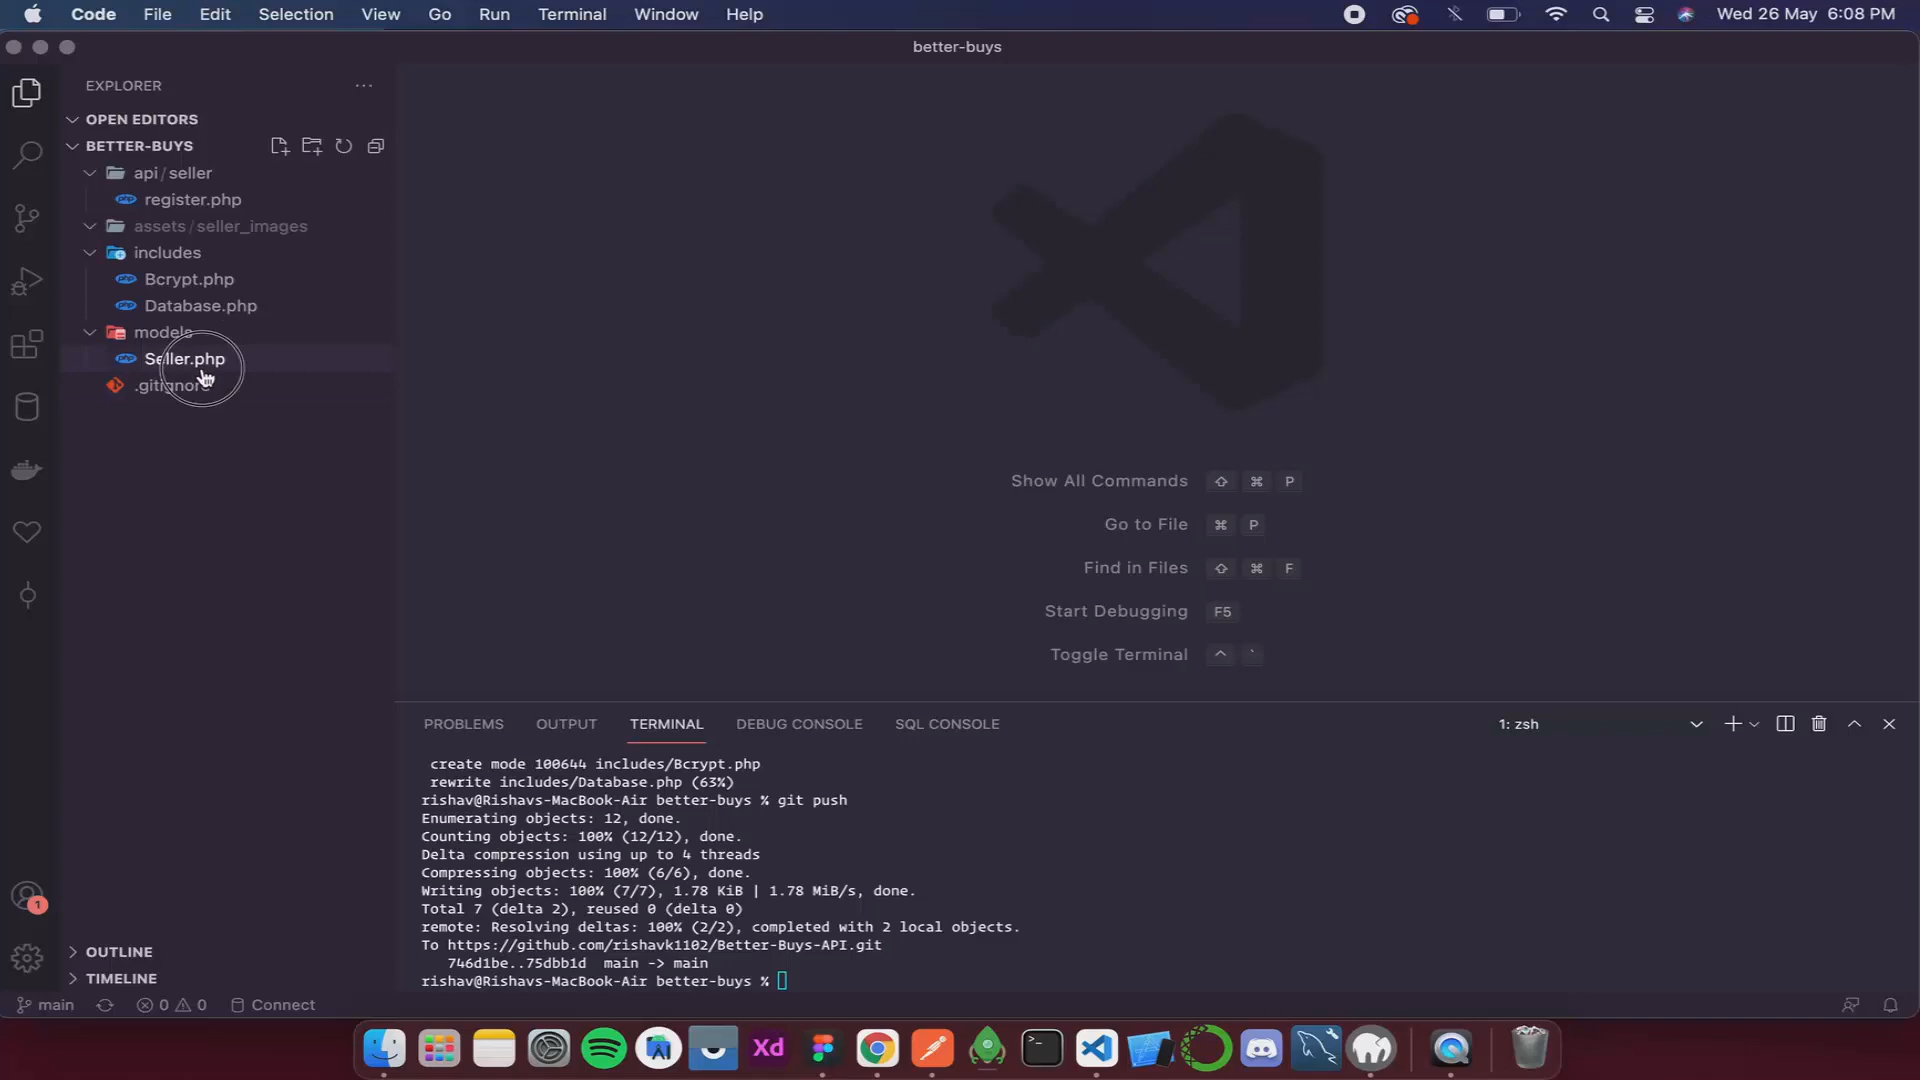 Code File Edit Selection View Go Run Terminal Window Help
Wed 26 May 6:08 PM
better-buys
EXPLORER
OPEN EDITORS
BETTER-BUYS
api / seller
register.php
assets / seller_images
includes
Bcrypt.php
Database.php
models
Seller.php
.gitignore
OUTLINE
TIMELINE
Show All Commands ⇧ ⌘ P
Go to File ⌘ P
Find in Files ⇧ ⌘ F
Start Debugging F5
Toggle Terminal ^ `
PROBLEMS OUTPUT TERMINAL DEBUG CONSOLE SQL CONSOLE 1: zsh
create mode 100644 includes/Bcrypt.php
rewrite includes/Database.php (63%)
rishav@Rishavs-MacBook-Air better-buys % git push
Enumerating objects: 12, done.
Counting objects: 100% (12/12), done.
Delta compression using up to 4 threads
Compressing objects: 100% (6/6), done.
Writing objects: 100% (7/7), 1.78 KiB | 1.78 MiB/s, done.
Total 7 (delta 2), reused 0 (delta 0)
remote: Resolving deltas: 100% (2/2), completed with 2 local objects.
To https://github.com/rishavk1102/Better-Buys-API.git
746d1be..75dbb1d main -> main
rishav@Rishavs-MacBook-Air better-buys %
1
main 0 0 Connect
Xd